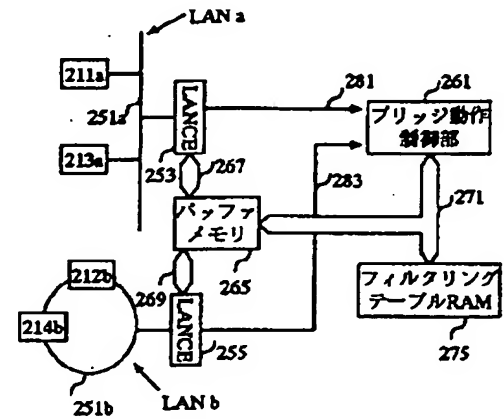 LAN a
211a
251a
213a
LANCE
253
267
281
261
ブリッジ動作
制御部
283
271
バッファ
メモリ
265
269
212b
214b
251b
LAN b
LANCE
255
フィルタリング
テーブルRAM
275